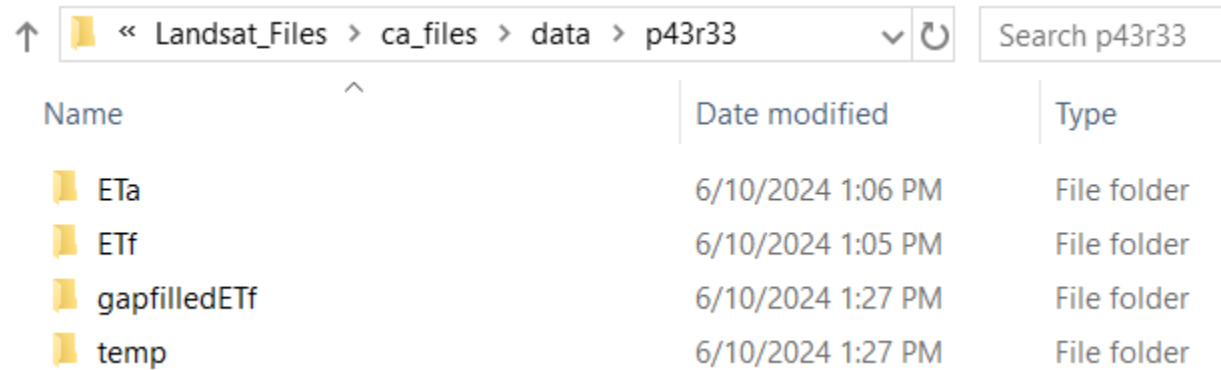 « Landsat_Files > ca_files > data > p43r33 Search p43r33
Name Date modified Type
ETa 6/10/2024 1:06 PM File folder
ETf 6/10/2024 1:05 PM File folder
gapfilledETf 6/10/2024 1:27 PM File folder
temp 6/10/2024 1:27 PM File folder